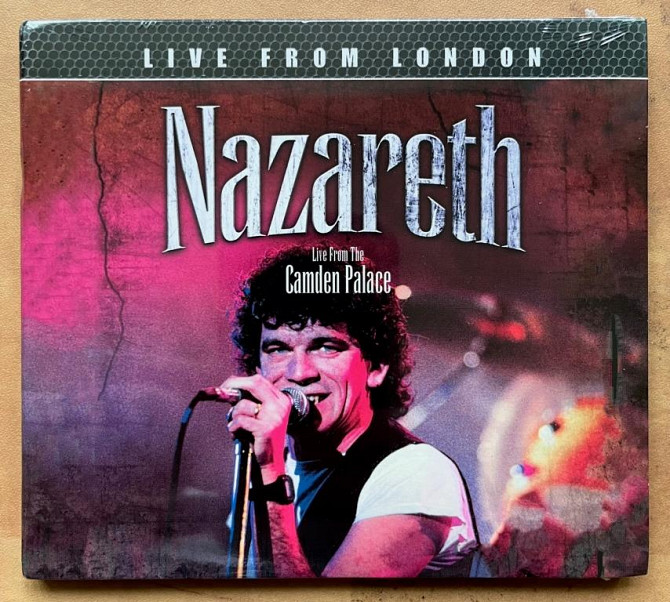 LIVE FROM LONDON
Nazareth
Live From The
Camden Palace